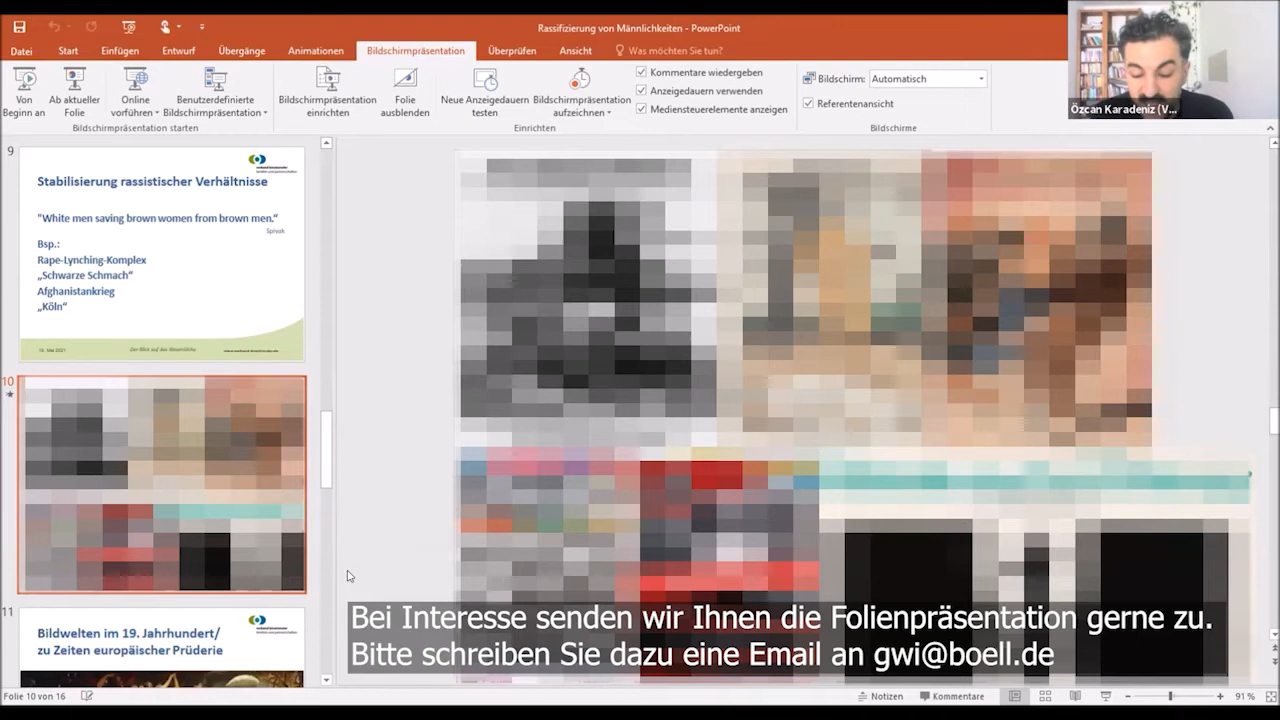 Rassifizierung von Männlichkeiten - PowerPoint
Datei Start Einfügen Entwurf Übergänge Animationen Bildschirmpräsentation Überprüfen Ansicht Was möchten Sie tun?
Von Beginn an
Ab aktueller Folie
Online vorführen
Benutzerdefinierte Bildschirmpräsentation
Bildschirmpräsentation starten
Bildschirmpräsentation einrichten
Folie ausblenden
Neue Anzeigedauern testen
Bildschirmpräsentation aufzeichnen
Kommentare wiedergeben
Anzeigedauern verwenden
Mediensteuerelemente anzeigen
Einrichten
Bildschirm: Automatisch
Referentenansicht
Bildschirme
Özcan Karadeniz (V...
9
Stabilisierung rassistischer Verhältnisse
"White men saving brown women from brown men."
Spivak
Bsp.:
Rape-Lynching-Komplex
„Schwarze Schmach“
Afghanistankrieg
„Köln“
10. Mai 2021
10
11
Bildwelten im 19. Jahrhundert/
zu Zeiten europäischer Prüderie
Bei Interesse senden wir Ihnen die Folienpräsentation gerne zu.
Bitte schreiben Sie dazu eine Email an gwi@boell.de
Folie 10 von 16
Notizen
Kommentare
91 %